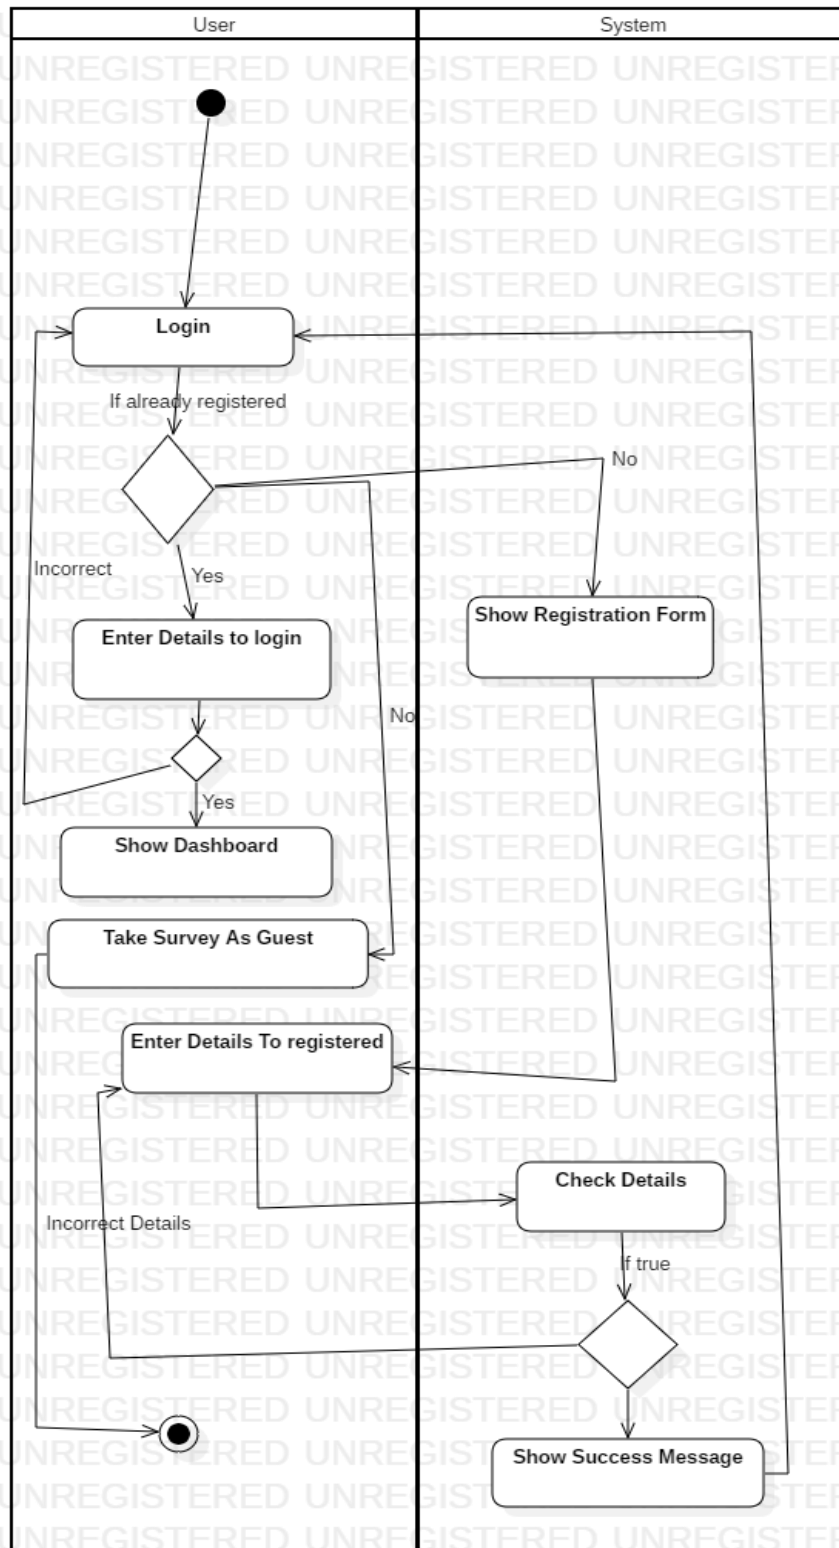 User
System
Login
If already registered
No
Incorrect
Yes
Show Registration Form
Enter Details to login
No
Yes
Show Dashboard
Take Survey As Guest
Enter Details To registered
Check Details
Incorrect Details
If true
Show Success Message
UNREGISTERED UNREGISTERED UNREGISTERED